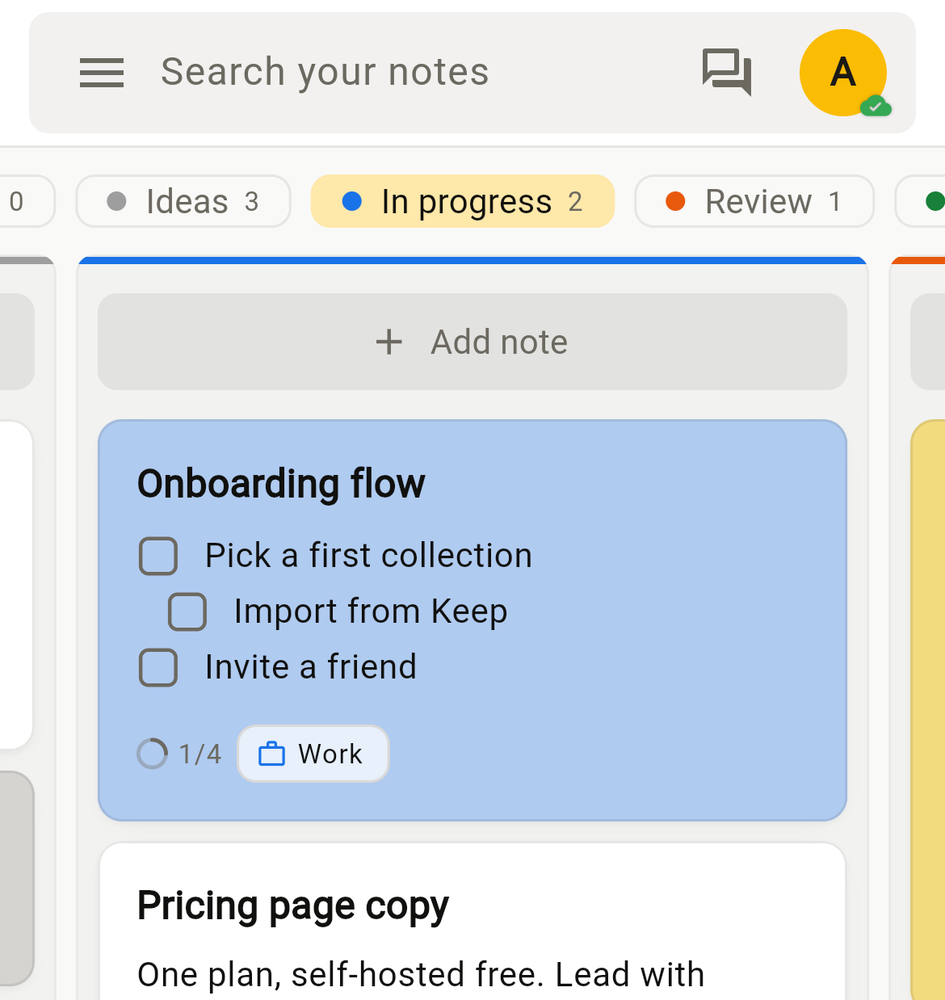 Search your notes
A
0
Ideas 3
In progress 2
Review 1
+ Add note
Onboarding flow
Pick a first collection
Import from Keep
Invite a friend
1/4 Work
Pricing page copy
One plan, self-hosted free. Lead with